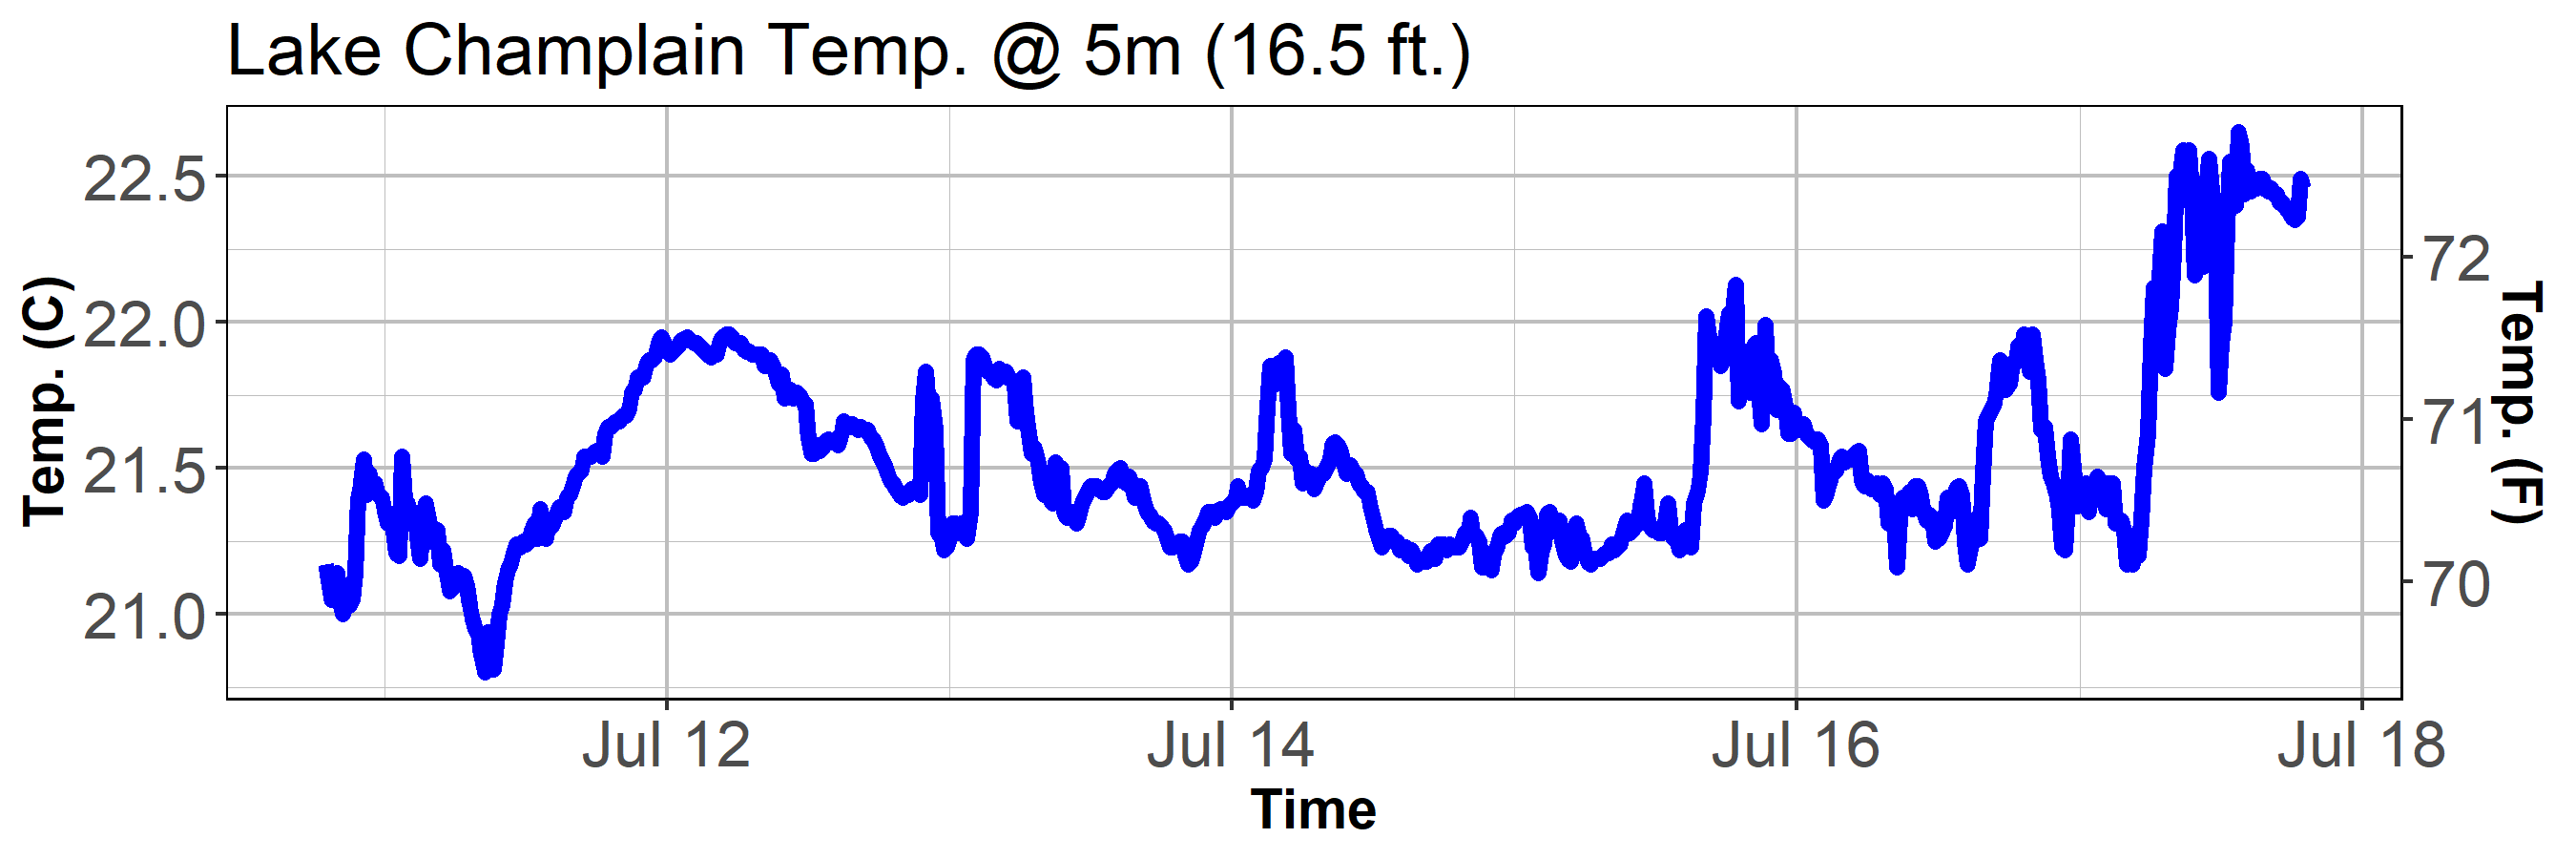 Lake Champlain Temp. @ 5m (16.5 ft.)
Temp. (C)
22.5
22.0
21.5
21.0
72
71
70
Temp. (F)
Jul 12
Jul 14
Jul 16
Jul 18
Time